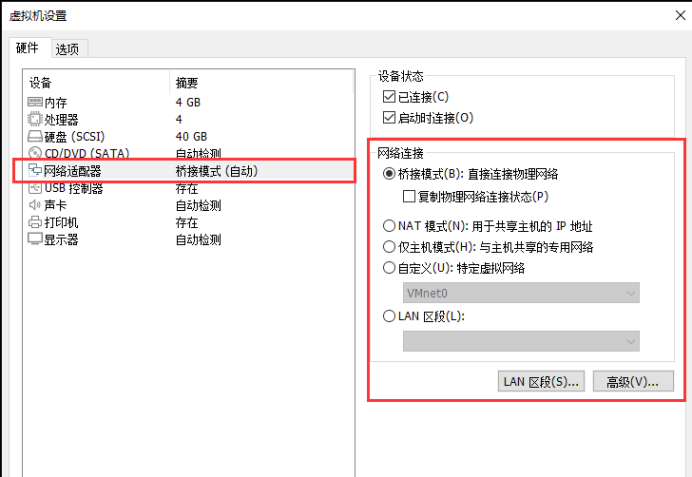 虚拟机设置
硬件 选项
设备 摘要
内存 4 GB
处理器 4
硬盘 (SCSI) 40 GB
CD/DVD (SATA) 自动检测
网络适配器 桥接模式 (自动)
USB 控制器 存在
声卡 自动检测
打印机 存在
显示器 自动检测
设备状态
已连接(C)
启动时连接(O)
网络连接
桥接模式(B): 直接连接物理网络
复制物理网络连接状态(P)
NAT 模式(N): 用于共享主机的 IP 地址
仅主机模式(H): 与主机共享的专用网络
自定义(U): 特定虚拟网络
VMnet0
LAN 区段(L):
LAN 区段(S)... 高级(V)...